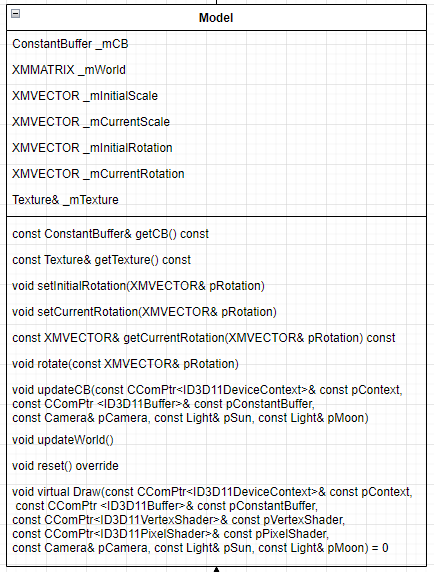 Model
ConstantBuffer _mCB
XMMATRIX _mWorld
XMVECTOR _mInitialScale
XMVECTOR _mCurrentScale
XMVECTOR _mInitialRotation
XMVECTOR _mCurrentRotation
Texture& _mTexture
const ConstantBuffer& getCB() const
const Texture& getTexture() const
void setInitialRotation(XMVECTOR& pRotation)
void setCurrentRotation(XMVECTOR& pRotation)
const XMVECTOR& getCurrentRotation(XMVECTOR& pRotation) const
void rotate(const XMVECTOR& pRotation)
void updateCB(const CComPtr<ID3D11DeviceContext>& const pContext,
const CComPtr <ID3D11Buffer>& const pConstantBuffer,
const Camera& pCamera, const Light& pSun, const Light& pMoon)
void updateWorld()
void reset() override
void virtual Draw(const CComPtr<ID3D11DeviceContext>& const pContext,
const CComPtr <ID3D11Buffer>& const pConstantBuffer,
const CComPtr<ID3D11VertexShader>& const pVertexShader,
const CComPtr<ID3D11PixelShader>& const pPixelShader,
const Camera& pCamera, const Light& pSun, const Light& pMoon) = 0